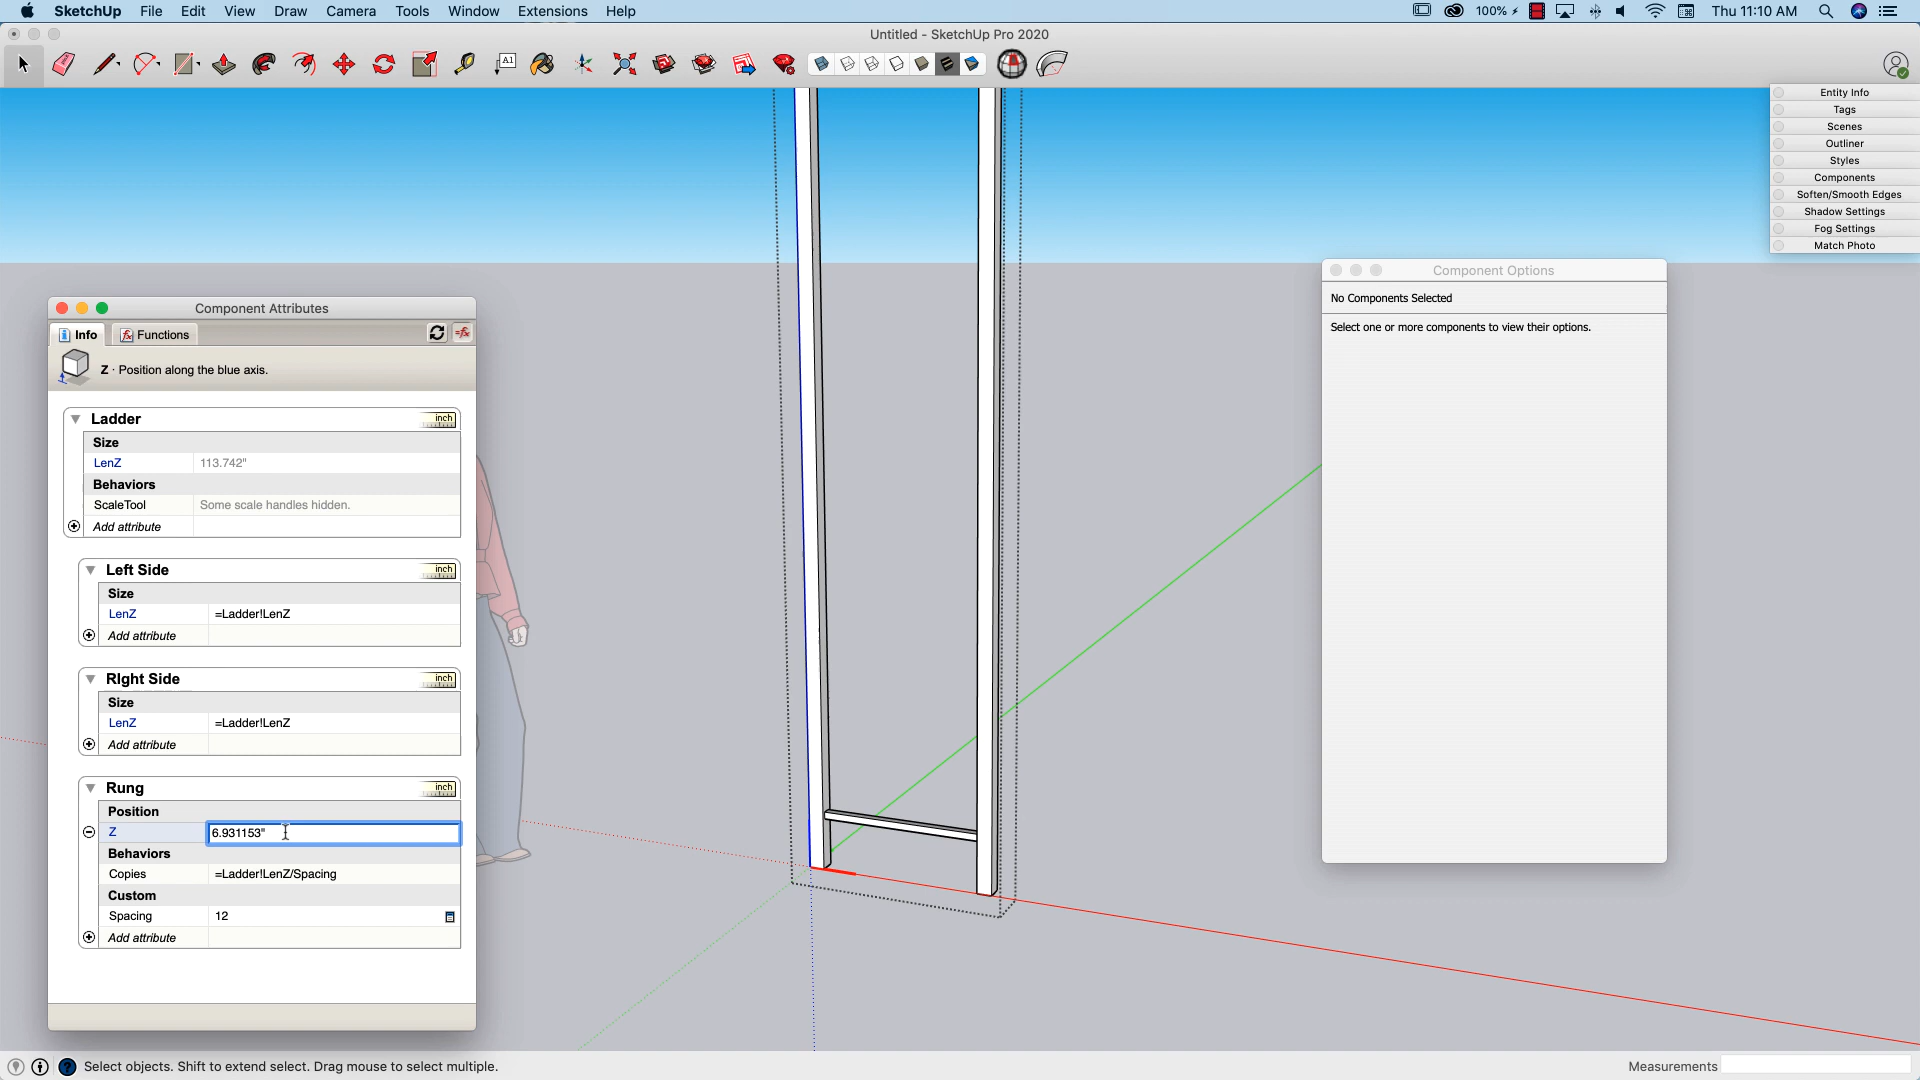 SketchUp File Edit View Draw Camera Tools Window Extensions Help
100% Thu 11:10 AM
Untitled - SketchUp Pro 2020
A1
Entity Info
Tags
Scenes
Outliner
Styles
Components
Soften/Smooth Edges
Shadow Settings
Fog Settings
Match Photo
Component Options
No Components Selected
Select one or more components to view their options.
Component Attributes
Info Functions
=fx
Z · Position along the blue axis.
Ladder inch
Size
LenZ 113.742"
Behaviors
ScaleTool Some scale handles hidden.
Add attribute
Left Side inch
Size
LenZ =Ladder!LenZ
Add attribute
RIght Side inch
Size
LenZ =Ladder!LenZ
Add attribute
Rung inch
Position
Z 6.931153"
Behaviors
Copies =Ladder!LenZ/Spacing
Custom
Spacing 12
Add attribute
Select objects. Shift to extend select. Drag mouse to select multiple.
Measurements